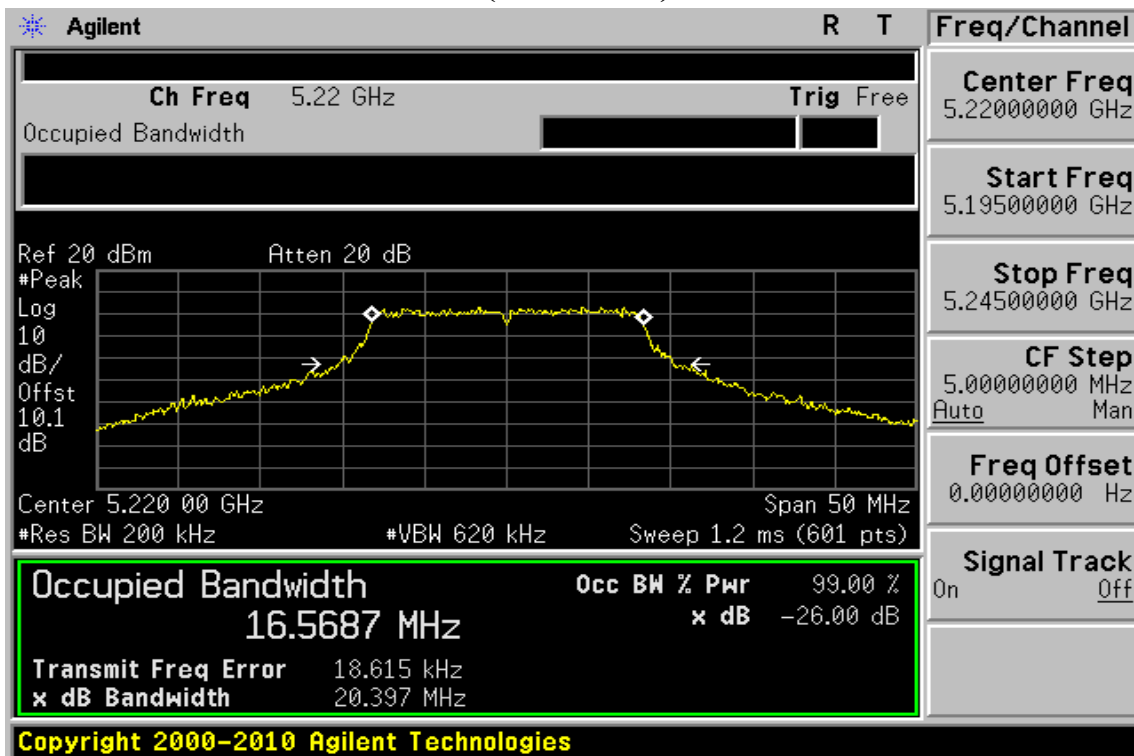 Agilent R T
Freq/Channel
Ch Freq 5.22 GHz Trig Free
Occupied Bandwidth
Ref 20 dBm Atten 20 dB
#Peak
Log
10
dB/
Offst
10.1
dB
Center 5.220 00 GHz Span 50 MHz
#Res BW 200 kHz #VBW 620 kHz Sweep 1.2 ms (601 pts)
Occupied Bandwidth
16.5687 MHz
Occ BW % Pwr 99.00 %
x dB -26.00 dB
Transmit Freq Error 18.615 kHz
x dB Bandwidth 20.397 MHz
Center Freq
5.22000000 GHz
Start Freq
5.19500000 GHz
Stop Freq
5.24500000 GHz
CF Step
5.00000000 MHz
Auto Man
Freq Offset
0.00000000 Hz
Signal Track
On Off
Copyright 2000-2010 Agilent Technologies